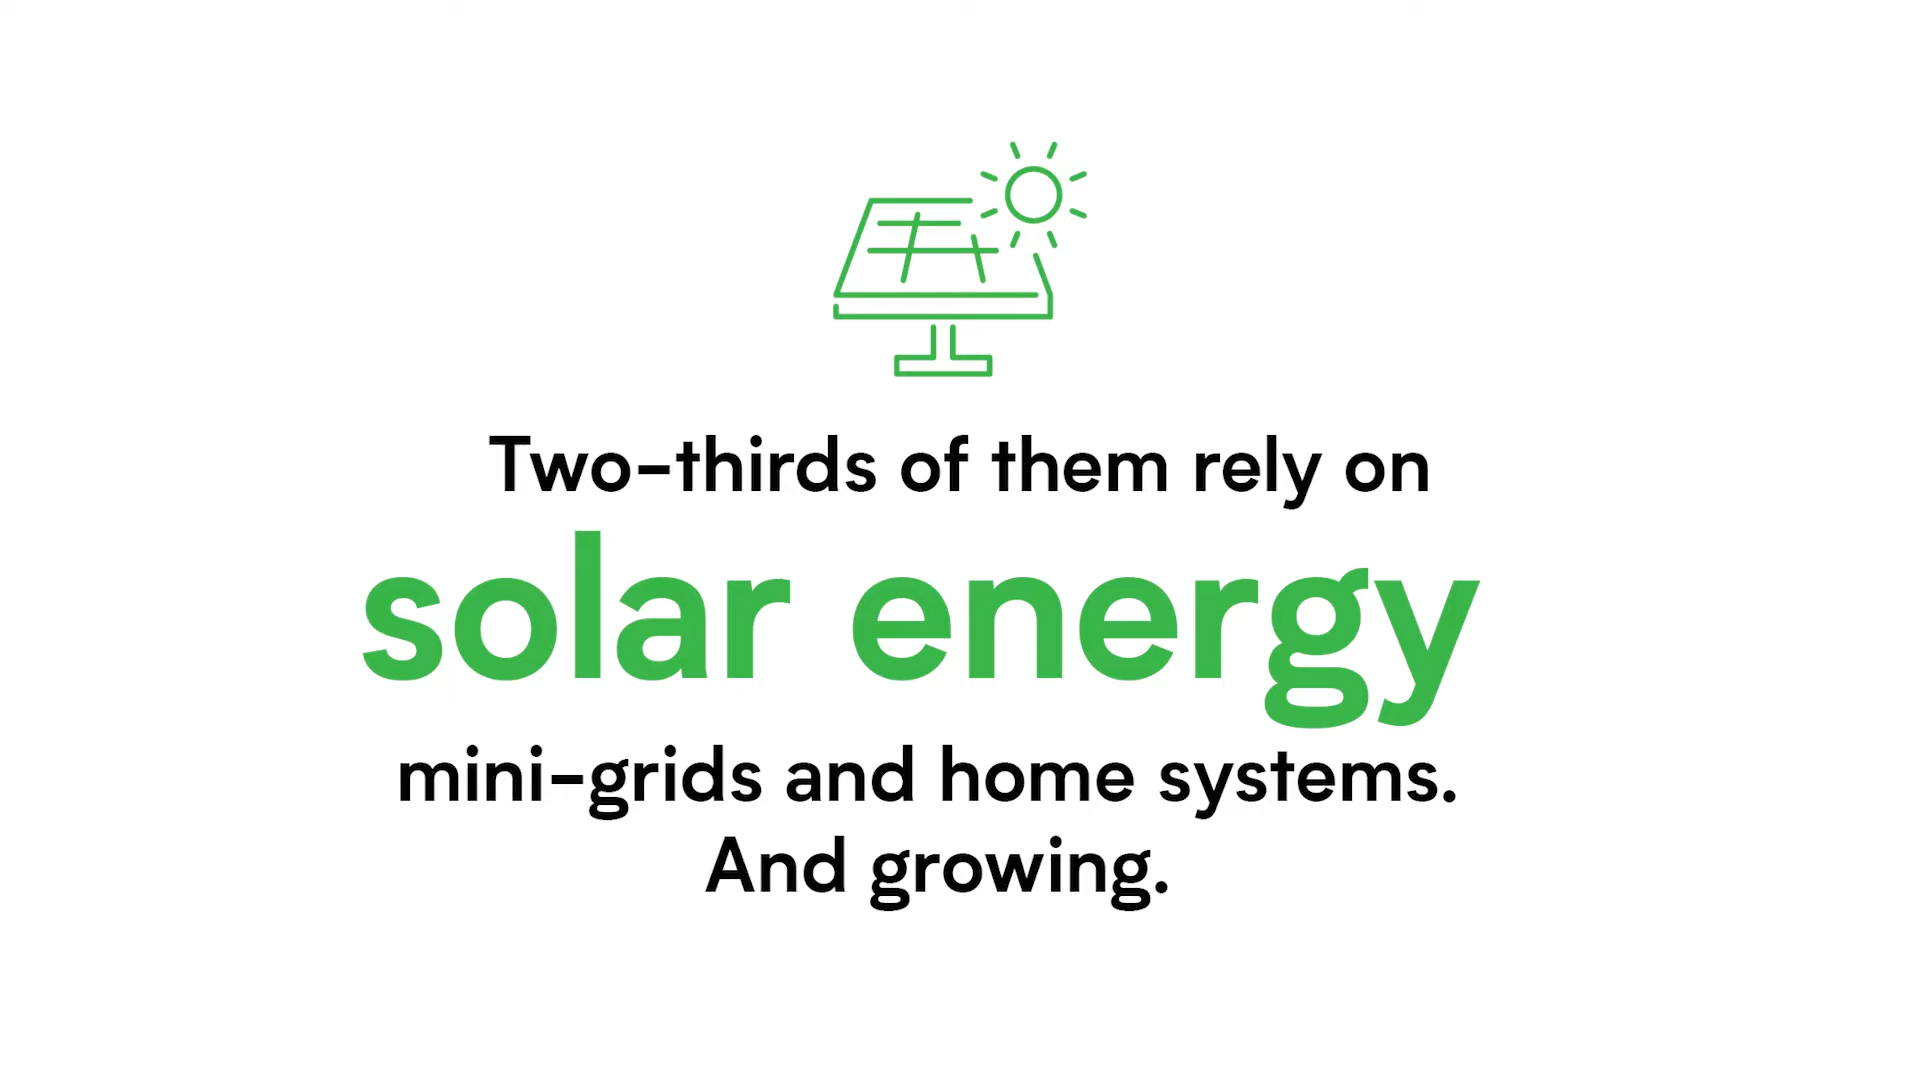 Two-thirds of them rely on
solar energy
mini-grids and home systems.
And growing.